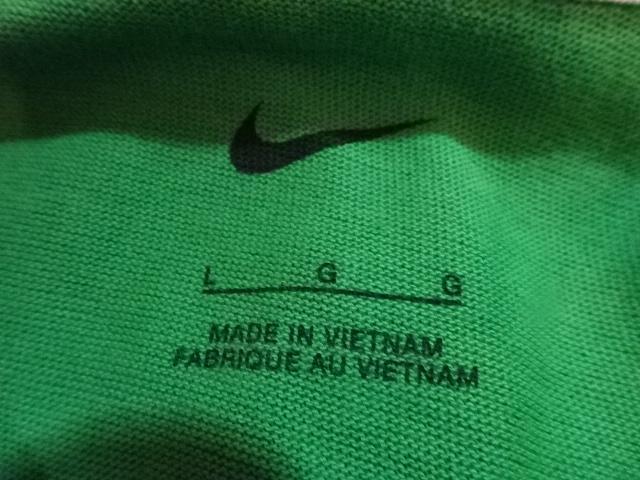 L G G
MADE IN VIETNAM
FABRIQUE AU VIETNAM